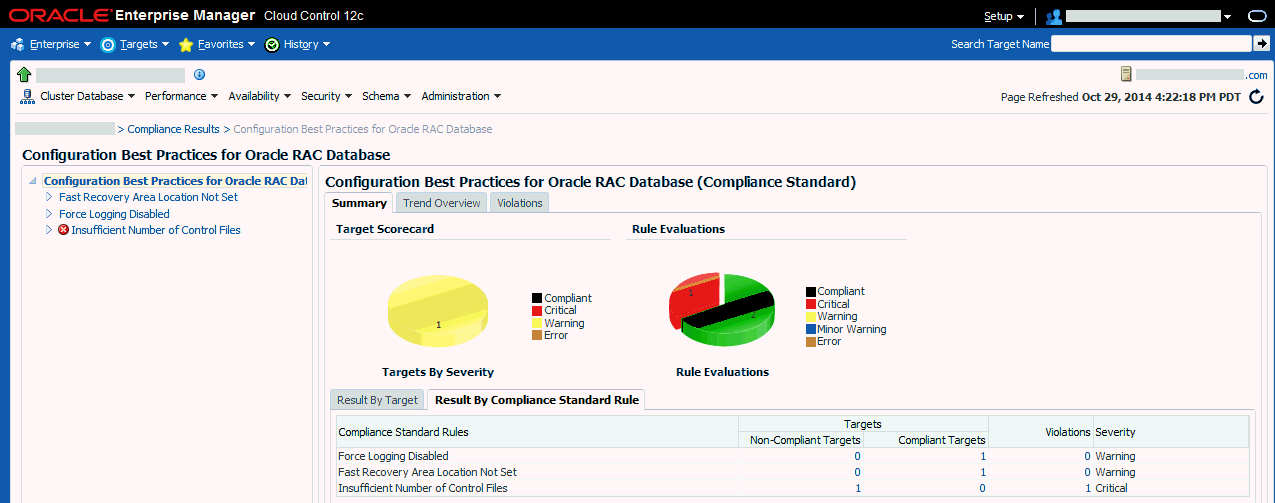 ORACLE Enterprise Manager Cloud Control 12c
Setup
Enterprise Targets Favorites History
Search Target Name
.com
Cluster Database Performance Availability Security Schema Administration
Page Refreshed Oct 29, 2014 4:22:18 PM PDT
> Compliance Results > Configuration Best Practices for Oracle RAC Database
Configuration Best Practices for Oracle RAC Database
Configuration Best Practices for Oracle RAC Dat
Fast Recovery Area Location Not Set
Force Logging Disabled
Insufficient Number of Control Files
Configuration Best Practices for Oracle RAC Database (Compliance Standard)
Summary Trend Overview Violations
Target Scorecard
1
Compliant
Critical
Warning
Error
Targets By Severity
Rule Evaluations
1
2
Compliant
Critical
Warning
Minor Warning
Error
Rule Evaluations
Result By Target Result By Compliance Standard Rule
Compliance Standard Rules Targets Violations Severity
Non-Compliant Targets Compliant Targets
Force Logging Disabled 0 1 0 Warning
Fast Recovery Area Location Not Set 0 1 0 Warning
Insufficient Number of Control Files 1 0 1 Critical